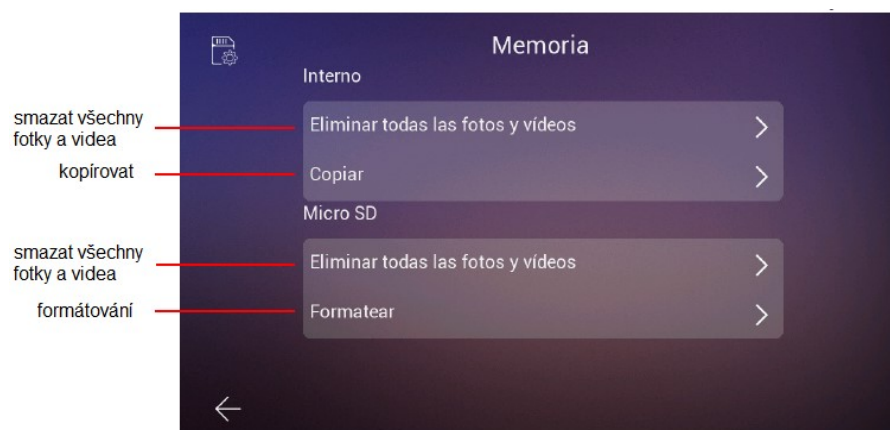 Memoria
Interno
smazat všechny
fotky a videa
Eliminar todas las fotos y vídeos
kopírovat
Copiar
Micro SD
smazat všechny
fotky a videa
Eliminar todas las fotos y vídeos
formátování
Formatear